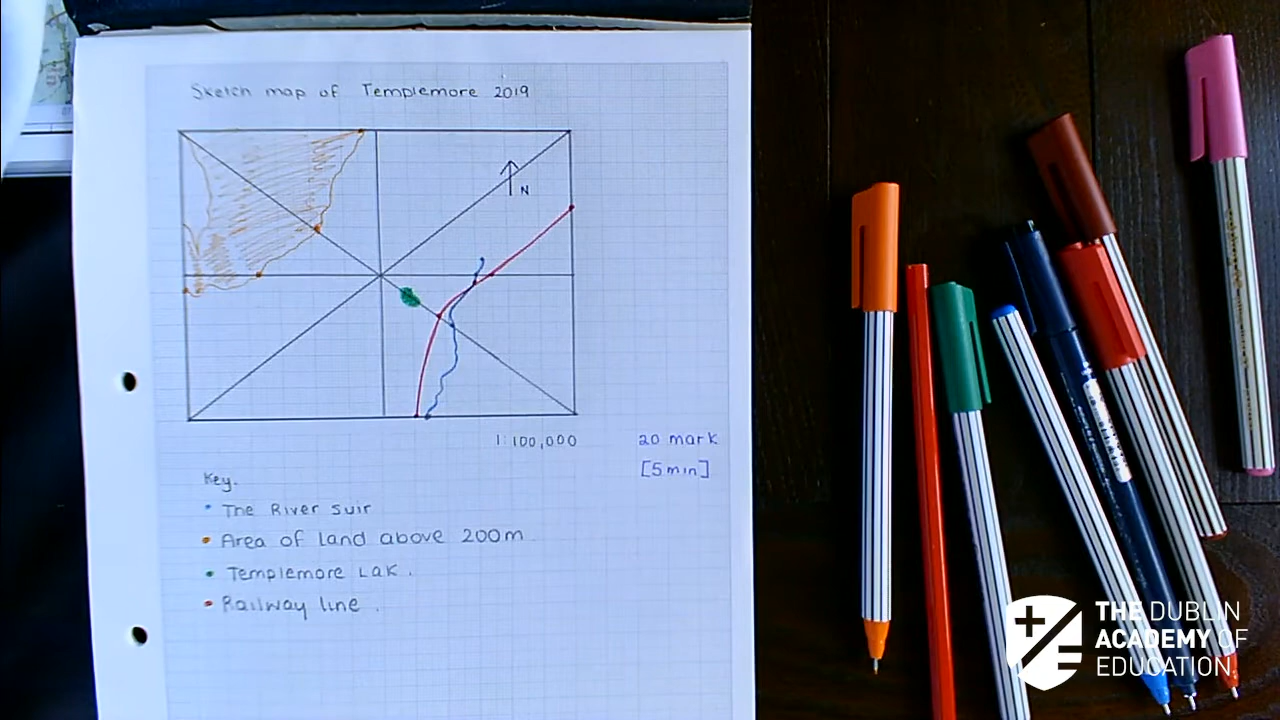 Sketch map of Templemore 2019
N
1:100,000
20 mark
[5 min]
Key.
• The River Suir
• Area of land above 200m
• Templemore Lak.
• Railway line.
THE DUBLIN
ACADEMY OF
EDUCATION